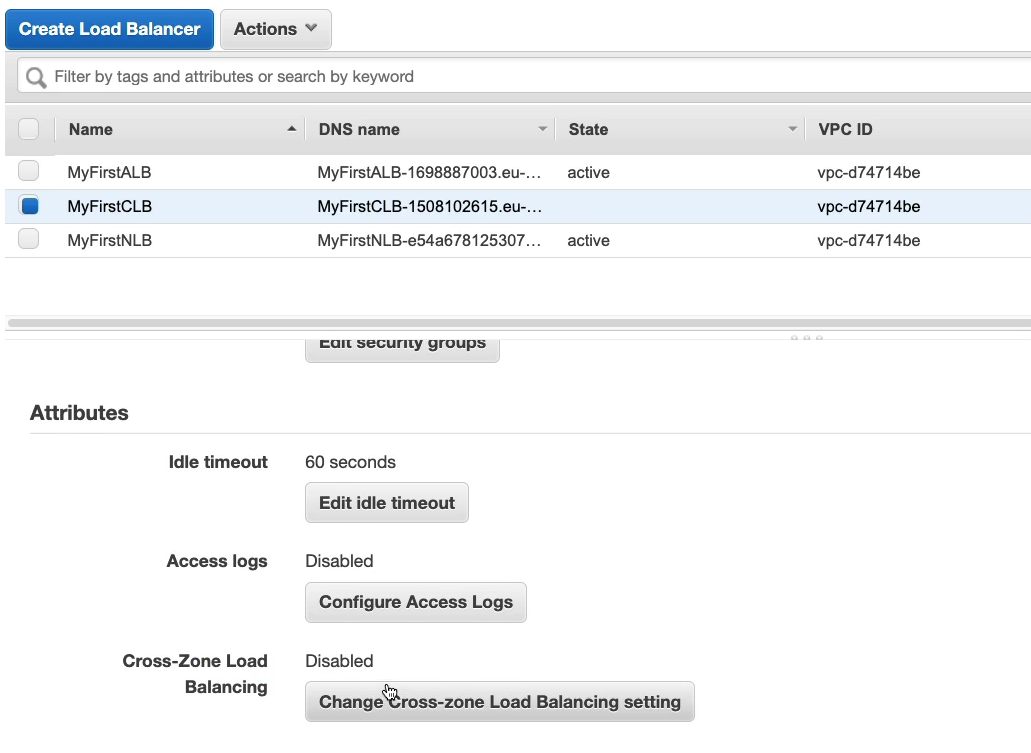 Create Load Balancer Actions
Filter by tags and attributes or search by keyword
Name DNS name State VPC ID
MyFirstALB MyFirstALB-1698887003.eu-... active vpc-d74714be
MyFirstCLB MyFirstCLB-1508102615.eu-... vpc-d74714be
MyFirstNLB MyFirstNLB-e54a678125307... active vpc-d74714be
Edit security groups
Attributes
Idle timeout 60 seconds
Edit idle timeout
Access logs Disabled
Configure Access Logs
Cross-Zone Load Disabled
Balancing
Change Cross-zone Load Balancing setting